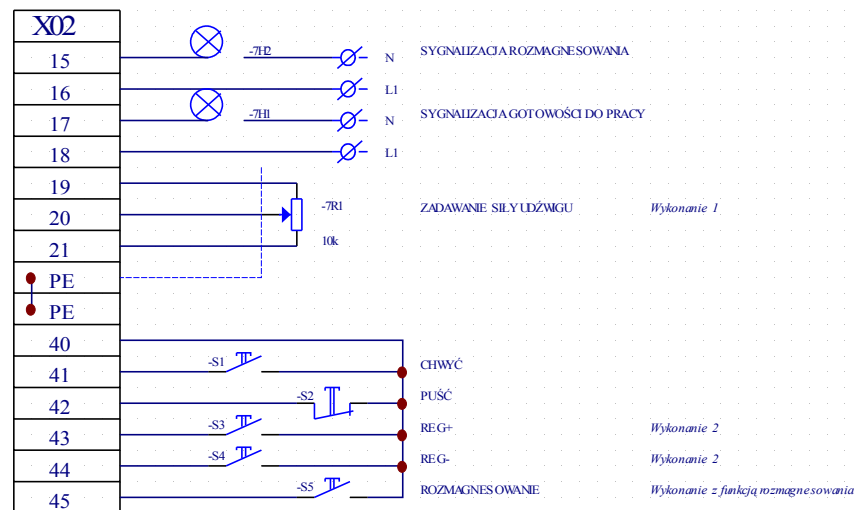 X02
15 -7H2 N SYGNALIZACJA ROZMAGNESOWANIA
16 L1
17 -7H1 N SYGNALIZACJA GOTOWOŚCI DO PRACY
18 L1
19
20 -7R1 ZADAWANIE SIŁY UDŹWIGU Wykonanie 1
21 10k
PE
PE
40
41 -S1 CHWYĆ
42 -S2 PUŚĆ
43 -S3 REG+ Wykonanie 2
44 -S4 REG- Wykonanie 2
45 -S5 ROZMAGNESOWANIE Wykonanie z funkcją rozmagnesowania